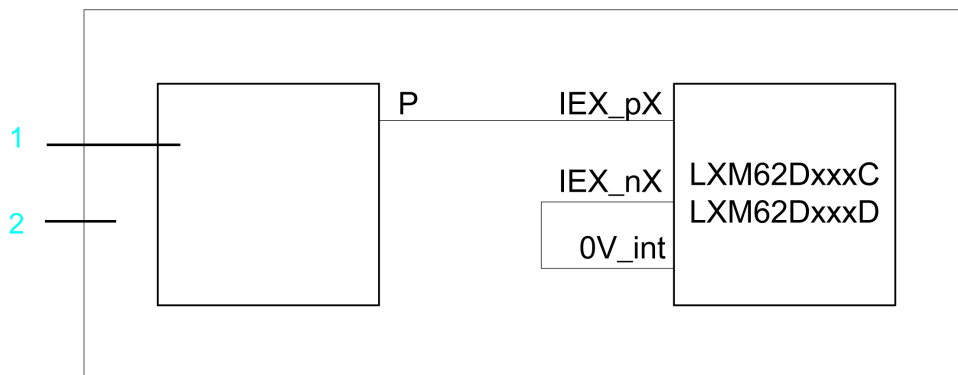 P
IEX_pX
1
IEX_nX
LXM62DxxxC
LXM62DxxxD
2
0V_int